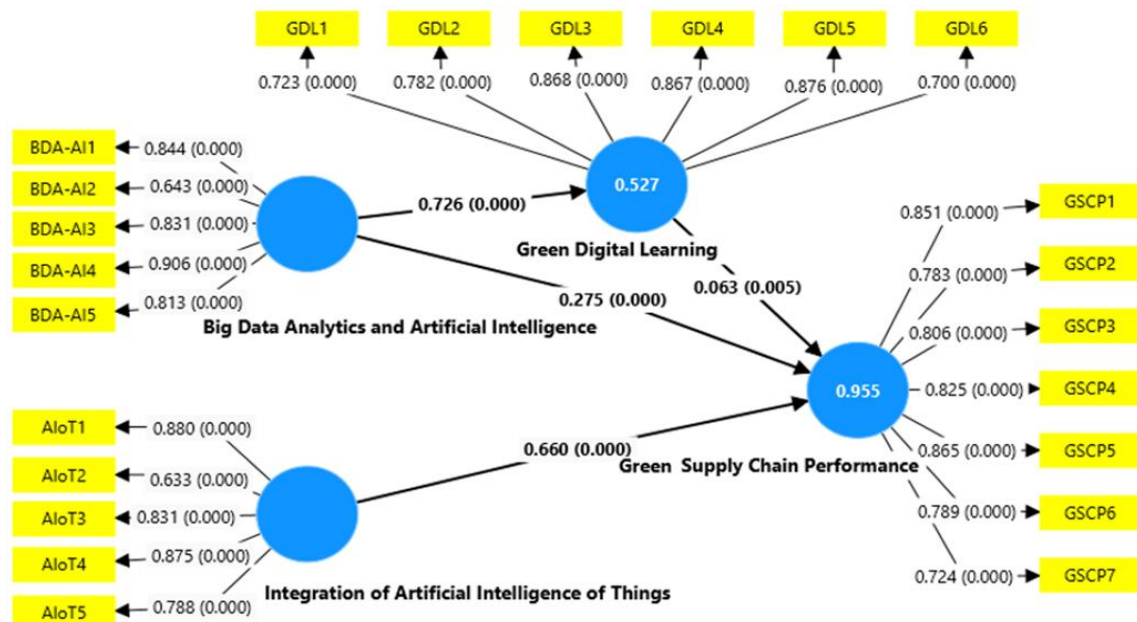 GDL1 GDL2 GDL3 GDL4 GDL5 GDL6
0.723 (0.000) 0.782 (0.000) 0.868 (0.000) 0.867 (0.000) 0.876 (0.000) 0.700 (0.000)
BDA-AI1 0.844 (0.000)
BDA-AI2 0.643 (0.000)
BDA-AI3 0.831 (0.000)
BDA-AI4 0.906 (0.000)
BDA-AI5 0.813 (0.000)
0.726 (0.000)
0.527
Green Digital Learning
0.063 (0.005)
0.275 (0.000)
Big Data Analytics and Artificial Intelligence
0.851 (0.000) GSCP1
0.783 (0.000) GSCP2
0.806 (0.000) GSCP3
0.955
0.825 (0.000) GSCP4
0.865 (0.000) GSCP5
0.789 (0.000) GSCP6
0.724 (0.000) GSCP7
Green Supply Chain Performance
0.660 (0.000)
AIoT1 0.880 (0.000)
AIoT2 0.633 (0.000)
AIoT3 0.831 (0.000)
AIoT4 0.875 (0.000)
AIoT5 0.788 (0.000)
Integration of Artificial Intelligence of Things